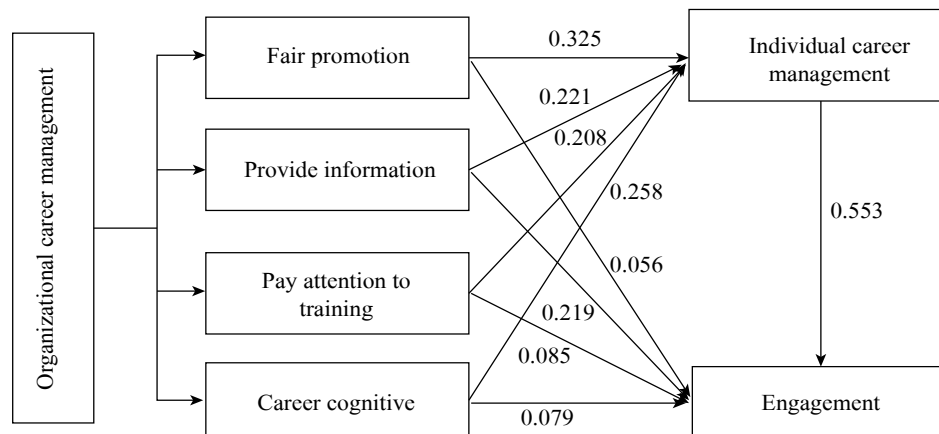 Organizational career management
Fair promotion
Provide information
Pay attention to
training
Career cognitive
0.325
0.221
0.208
0.258
0.056
0.219
0.085
0.079
Individual career
management
0.553
Engagement